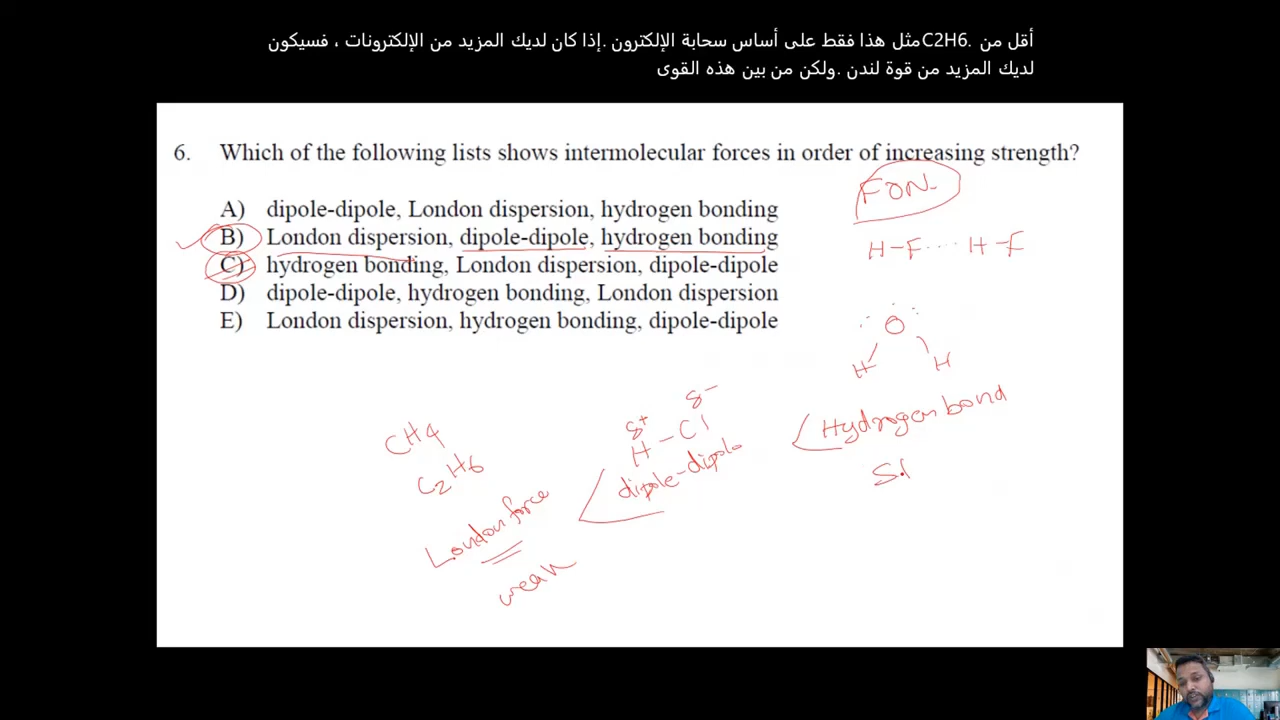 أقل من C2H6. مثل هذا فقط على أساس سحابة الإلكترون. إذا كان لديك المزيد من الإلكترونات ، فسيكون
لديك المزيد من قوة لندن. ولكن من بين هذه القوى
6. Which of the following lists shows intermolecular forces in order of increasing strength?
FON
A) dipole-dipole, London dispersion, hydrogen bonding
B) London dispersion, dipole-dipole, hydrogen bonding
H-F····H-F
C) hydrogen bonding, London dispersion, dipole-dipole
D) dipole-dipole, hydrogen bonding, London dispersion
E) London dispersion, hydrogen bonding, dipole-dipole
O
H H
δ+ δ-
H-Cl
dipole-dipole
Hydrogen bond
CH4
C2H6
London force
weak